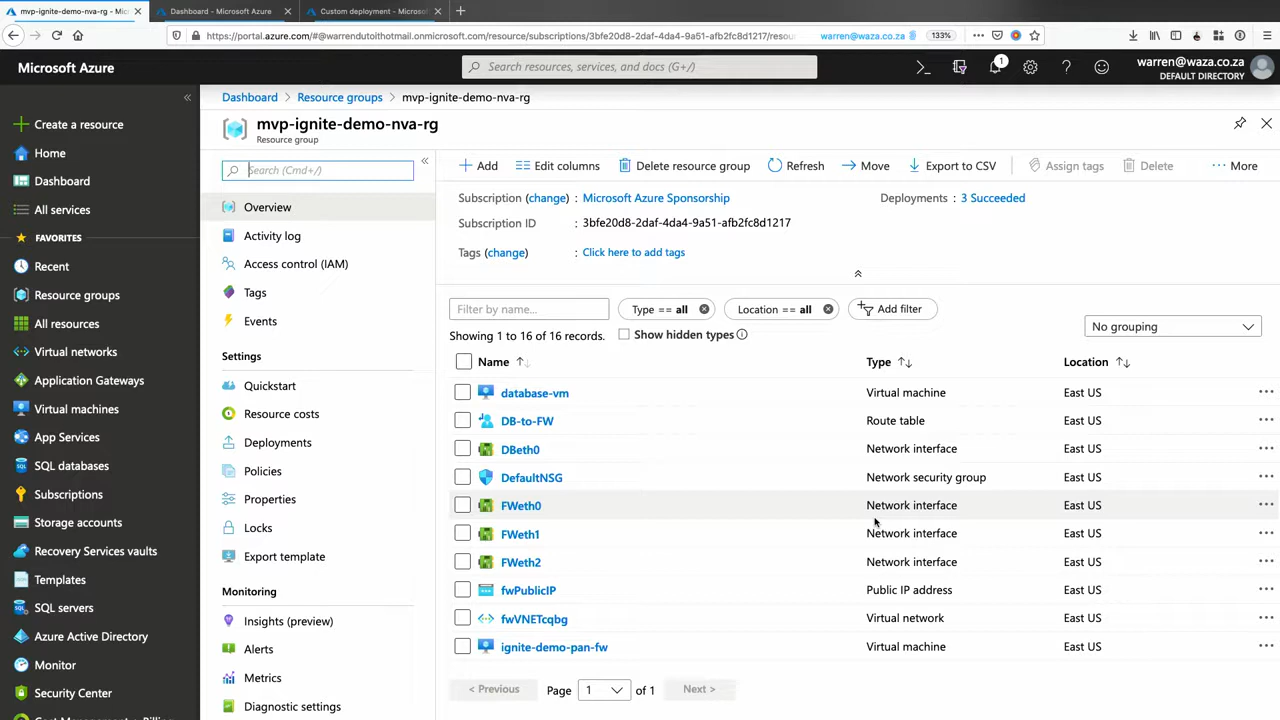 mvp-ignite-demo-nva-rg - Mic
Dashboard - Microsoft Azure
Custom deployment - Microsoft
https://portal.azure.com/#@warrendutoithotmail.onmicrosoft.com/resource/subscriptions/3bfe20d8-2daf-4da4-9a51-afb2fc8d1217/resou
warren@waza.co.za
133%
Microsoft Azure
Search resources, services, and docs (G+/)
1
warren@waza.co.za
DEFAULT DIRECTORY
Create a resource
Home
Dashboard
All services
FAVORITES
Recent
Resource groups
All resources
Virtual networks
Application Gateways
Virtual machines
App Services
SQL databases
Subscriptions
Storage accounts
Recovery Services vaults
Templates
SQL servers
Azure Active Directory
Monitor
Security Center
Dashboard > Resource groups > mvp-ignite-demo-nva-rg
mvp-ignite-demo-nva-rg
Resource group
Search (Cmd+/)
Overview
Activity log
Access control (IAM)
Tags
Events
Settings
Quickstart
Resource costs
Deployments
Policies
Properties
Locks
Export template
Monitoring
Insights (preview)
Alerts
Metrics
Diagnostic settings
Add Edit columns Delete resource group Refresh Move Export to CSV Assign tags Delete More
Subscription (change) : Microsoft Azure Sponsorship Deployments : 3 Succeeded
Subscription ID : 3bfe20d8-2daf-4da4-9a51-afb2fc8d1217
Tags (change) : Click here to add tags
Filter by name... Type == all Location == all Add filter
Showing 1 to 16 of 16 records. Show hidden types No grouping
Name Type Location
database-vm Virtual machine East US
DB-to-FW Route table East US
DBeth0 Network interface East US
DefaultNSG Network security group East US
FWeth0 Network interface East US
FWeth1 Network interface East US
FWeth2 Network interface East US
fwPublicIP Public IP address East US
fwVNETcqbg Virtual network East US
ignite-demo-pan-fw Virtual machine East US
< Previous Page 1 of 1 Next >